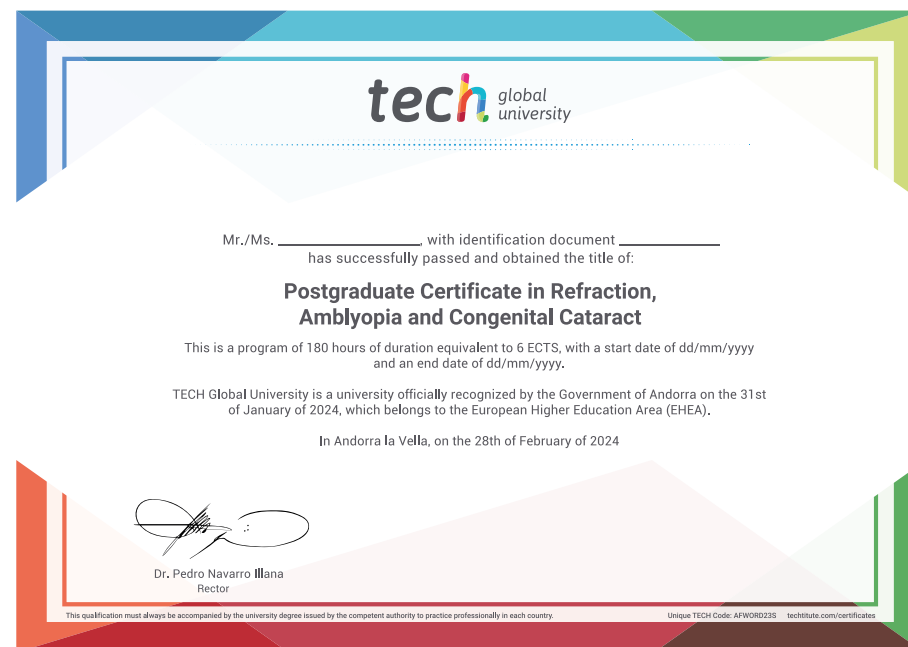 tech global university
Mr./Ms. ____________, with identification document ____________
has successfully passed and obtained the title of:
Postgraduate Certificate in Refraction,
Amblyopia and Congenital Cataract
This is a program of 180 hours of duration equivalent to 6 ECTS, with a start date of dd/mm/yyyy
and an end date of dd/mm/yyyy.
TECH Global University is a university officially recognized by the Government of Andorra on the 31st
of January of 2024, which belongs to the European Higher Education Area (EHEA).
In Andorra la Vella, on the 28th of February of 2024
Dr. Pedro Navarro Illana
Rector
This qualification must always be accompanied by the university degree issued by the competent authority to practice professionally in each country.
Unique TECH Code: AFWORD23S techtitute.com/certificates